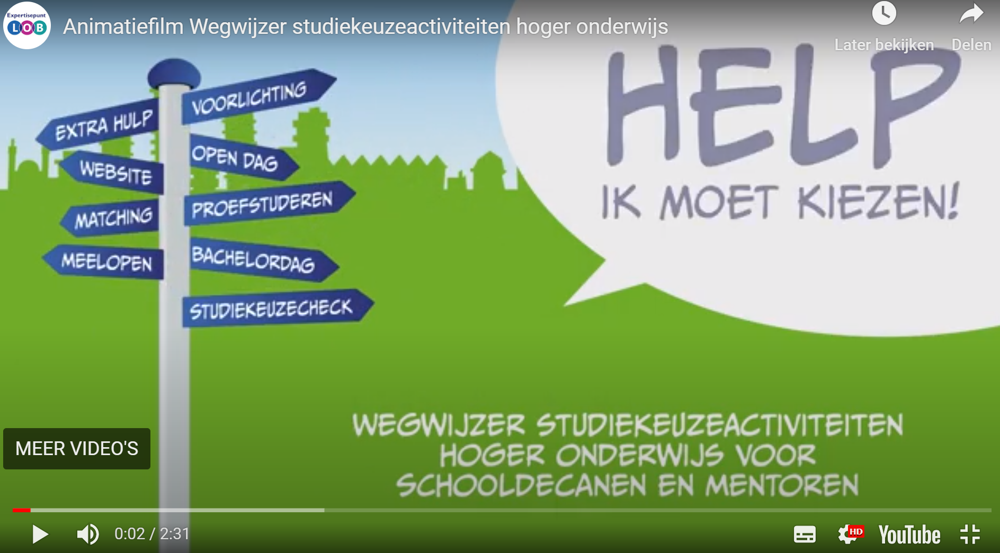 Expertisepunt
LOB
Animatiefilm Wegwijzer studiekeuzeactiviteiten hoger onderwijs
Later bekijken
Delen
VOORLICHTING
EXTRA HULP
OPEN DAG
WEBSITE
PROEFSTUDEREN
MATCHING
BACHELORDAG
MEELOPEN
STUDIEKEUZECHECK
HELP
IK MOET KIEZEN!
WEGWIJZER STUDIEKEUZEACTIVITEITEN
HOGER ONDERWIJS VOOR
SCHOOLDECANEN EN MENTOREN
MEER VIDEO'S
0:02 / 2:31
HD
YouTube